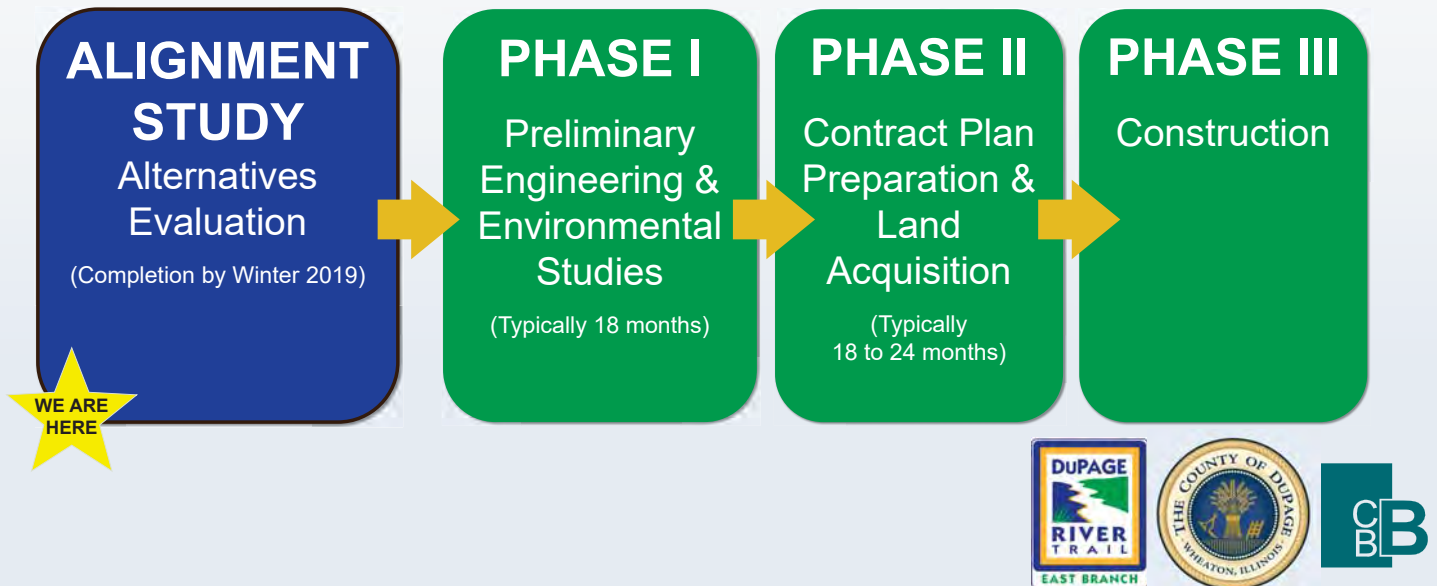 ALIGNMENT
STUDY
Alternatives
Evaluation
(Completion by Winter 2019)
WE ARE
HERE
PHASE I
Preliminary
Engineering &
Environmental
Studies
(Typically 18 months)
PHASE II
Contract Plan
Preparation &
Land
Acquisition
(Typically
18 to 24 months)
PHASE III
Construction
DUPAGE
RIVER
TRAIL
EAST BRANCH
THE COUNTY OF DUPAGE
WHEATON, ILLINOIS
CB
BB